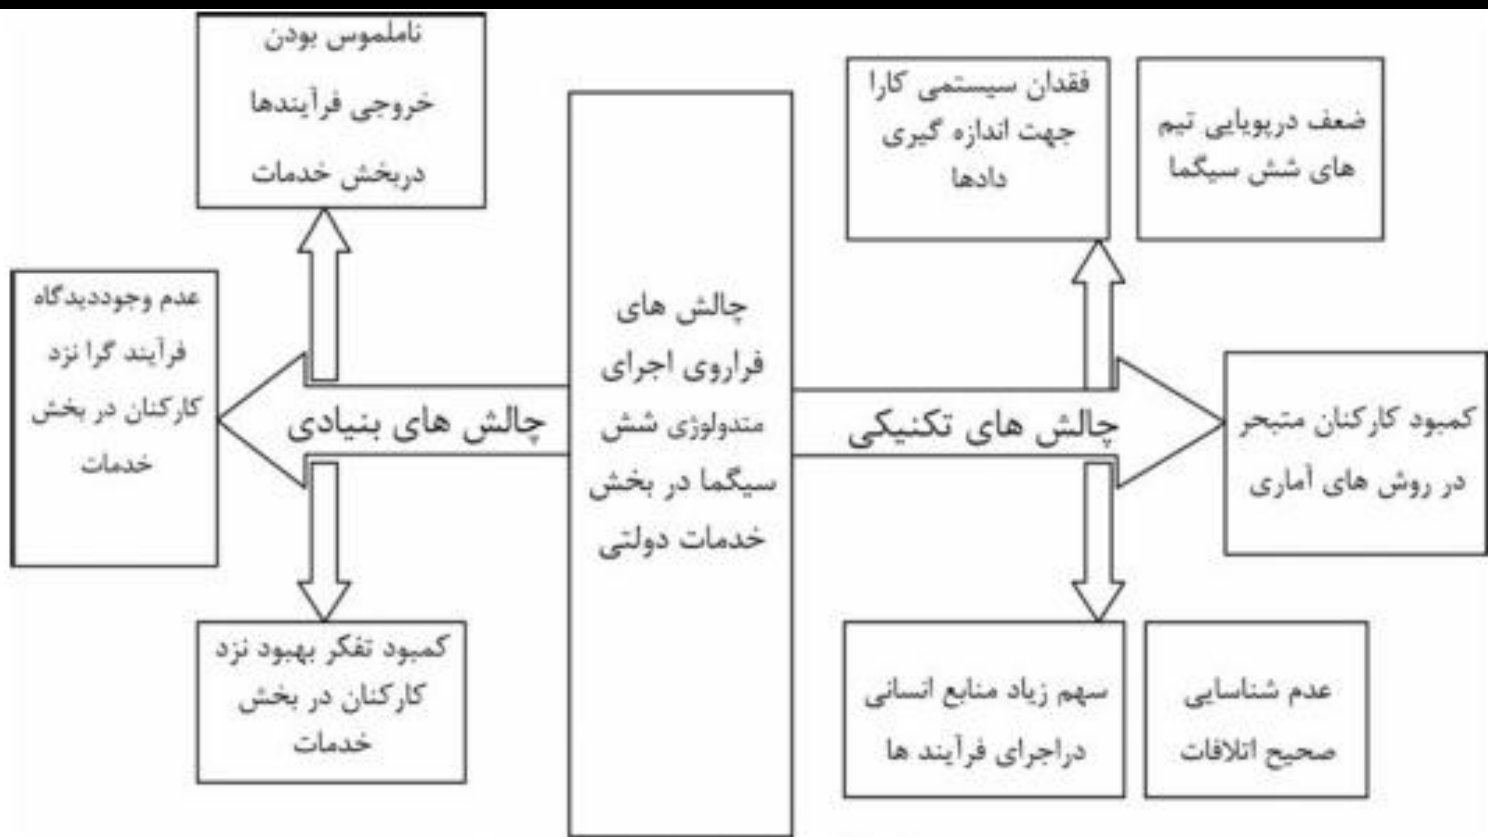 فقدان سیستمی کارا
جهت اندازه گیری
دادها
ضعف درپویایی تیم
های شش سیگما
چالش های تکنیکی
کمبود کارکنان متبحر
در روش های آماری
سهم زیاد منابع انسانی
دراجرای فرآیند ها
عدم شناسایی
صحیح اتلافات
چالش های
فراروی اجرای
متدولوژی شش
سیگما در بخش
خدمات دولتی
ناملموس بودن
خروجی فرآیندها
دربخش خدمات
چالش های بنیادی
عدم وجوددیدگاه
فرآیند گرا نزد
کارکنان در بخش
خدمات
کمبود تفکر بهبود نزد
کارکنان در بخش
خدمات